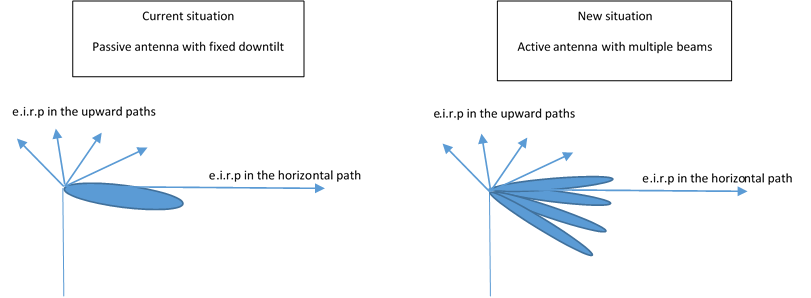 Current situation
Passive antenna with fixed downtilt
e.i.r.p in the upward paths
e.i.r.p in the horizontal path
New situation
Active antenna with multiple beams
e.i.r.p in the upward paths
e.i.r.p in the horizontal path